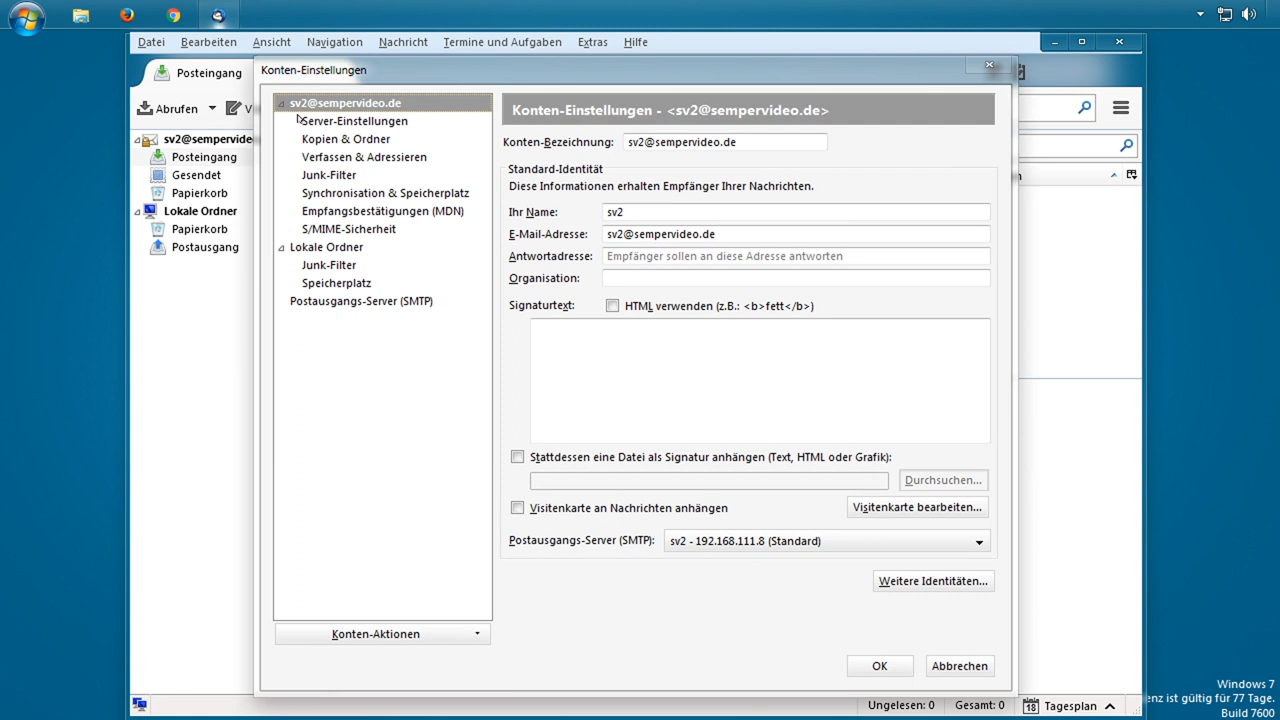 Datei Bearbeiten Ansicht Navigation Nachricht Termine und Aufgaben Extras Hilfe
Konten-Einstellungen
Posteingang
Abrufen V
sv2@sempervide
Posteingang
Gesendet
Papierkorb
Lokale Ordner
Papierkorb
Postausgang
sv2@sempervideo.de
Server-Einstellungen
Kopien & Ordner
Verfassen & Adressieren
Junk-Filter
Synchronisation & Speicherplatz
Empfangsbestätigungen (MDN)
S/MIME-Sicherheit
Lokale Ordner
Junk-Filter
Speicherplatz
Postausgangs-Server (SMTP)
Konten-Aktionen
Konten-Einstellungen - <sv2@sempervideo.de>
Konten-Bezeichnung: sv2@sempervideo.de
Standard-Identität
Diese Informationen erhalten Empfänger Ihrer Nachrichten.
Ihr Name: sv2
E-Mail-Adresse: sv2@sempervideo.de
Antwortadresse: Empfänger sollen an diese Adresse antworten
Organisation:
Signaturtext: HTML verwenden (z.B.: <b>fett</b>)
Stattdessen eine Datei als Signatur anhängen (Text, HTML oder Grafik):
Durchsuchen...
Visitenkarte an Nachrichten anhängen Visitenkarte bearbeiten...
Postausgangs-Server (SMTP): sv2 - 192.168.111.8 (Standard)
Weitere Identitäten...
OK Abbrechen
n
Ungelesen: 0 Gesamt: 0 18 Tagesplan
Windows 7
enz ist gültig für 77 Tage.
Build 7600